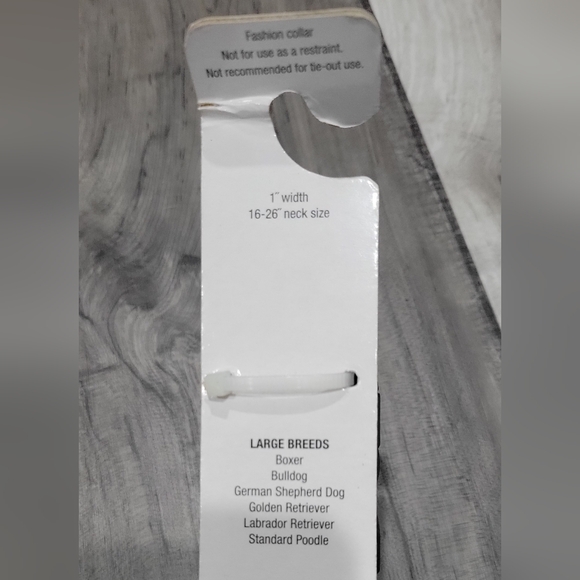 Fashion collar
Not for use as a restraint.
Not recommended for tie-out use.
1" width
16-26" neck size
LARGE BREEDS
Boxer
Bulldog
German Shepherd Dog
Golden Retriever
Labrador Retriever
Standard Poodle